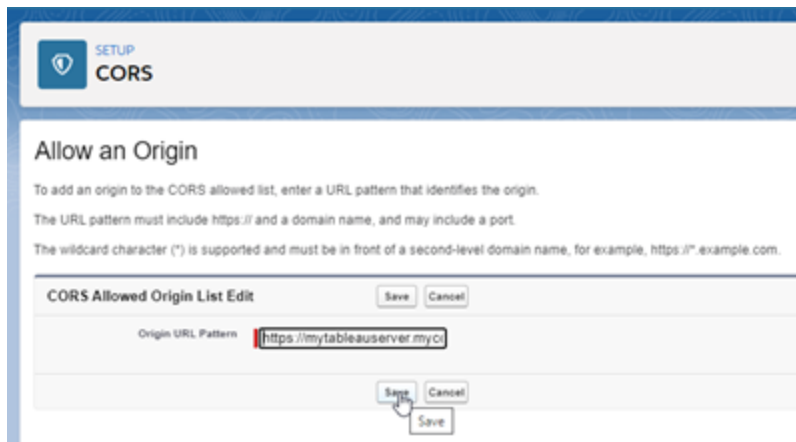 SETUP
CORS
Allow an Origin
To add an origin to the CORS allowed list, enter a URL pattern that identifies the origin.
The URL pattern must include https:// and a domain name, and may include a port.
The wildcard character (*) is supported and must be in front of a second-level domain name, for example, https://*.example.com.
CORS Allowed Origin List Edit Save Cancel
Origin URL Pattern https://mytableauserver.myco
Save Cancel
Save